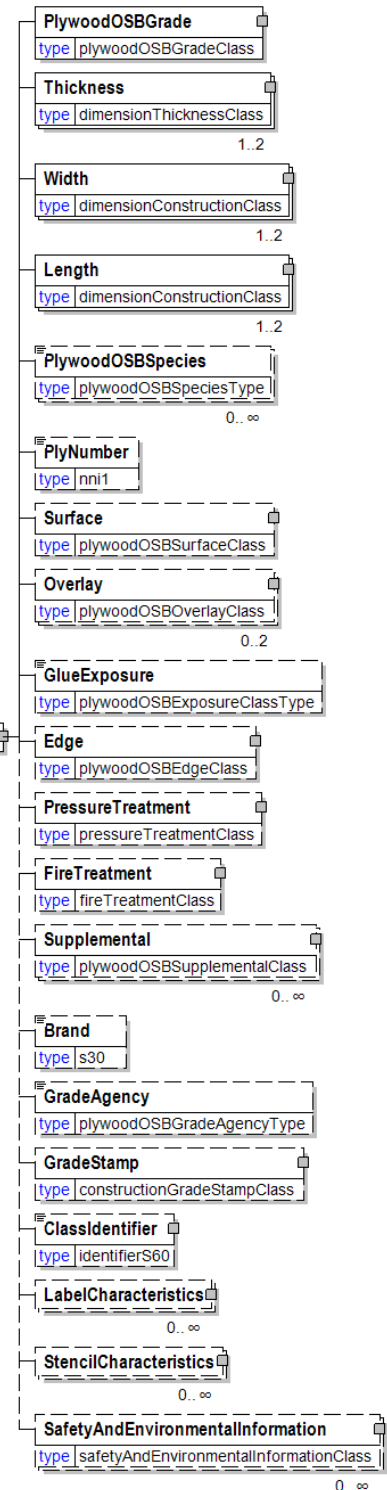 PlywoodOSBGrade
type plywoodOSBGradeClass
Thickness
type dimensionThicknessClass
1..2
Width
type dimensionConstructionClass
1..2
Length
type dimensionConstructionClass
1..2
PlywoodOSBSpecies
type plywoodOSBSpeciesType
0.. ∞
PlyNumber
type nni1
Surface
type plywoodOSBSurfaceClass
Overlay
type plywoodOSBOverlayClass
0..2
GlueExposure
type plywoodOSBExposureClassType
Edge
type plywoodOSBEdgeClass
PressureTreatment
type pressureTreatmentClass
FireTreatment
type fireTreatmentClass
Supplemental
type plywoodOSBSupplementalClass
0.. ∞
Brand
type s30
GradeAgency
type plywoodOSBGradeAgencyType
GradeStamp
type constructionGradeStampClass
ClassIdentifier
type identifierS60
LabelCharacteristics
0.. ∞
StencilCharacteristics
0.. ∞
SafetyAndEnvironmentalInformation
type safetyAndEnvironmentalInformationClass
0.. ∞